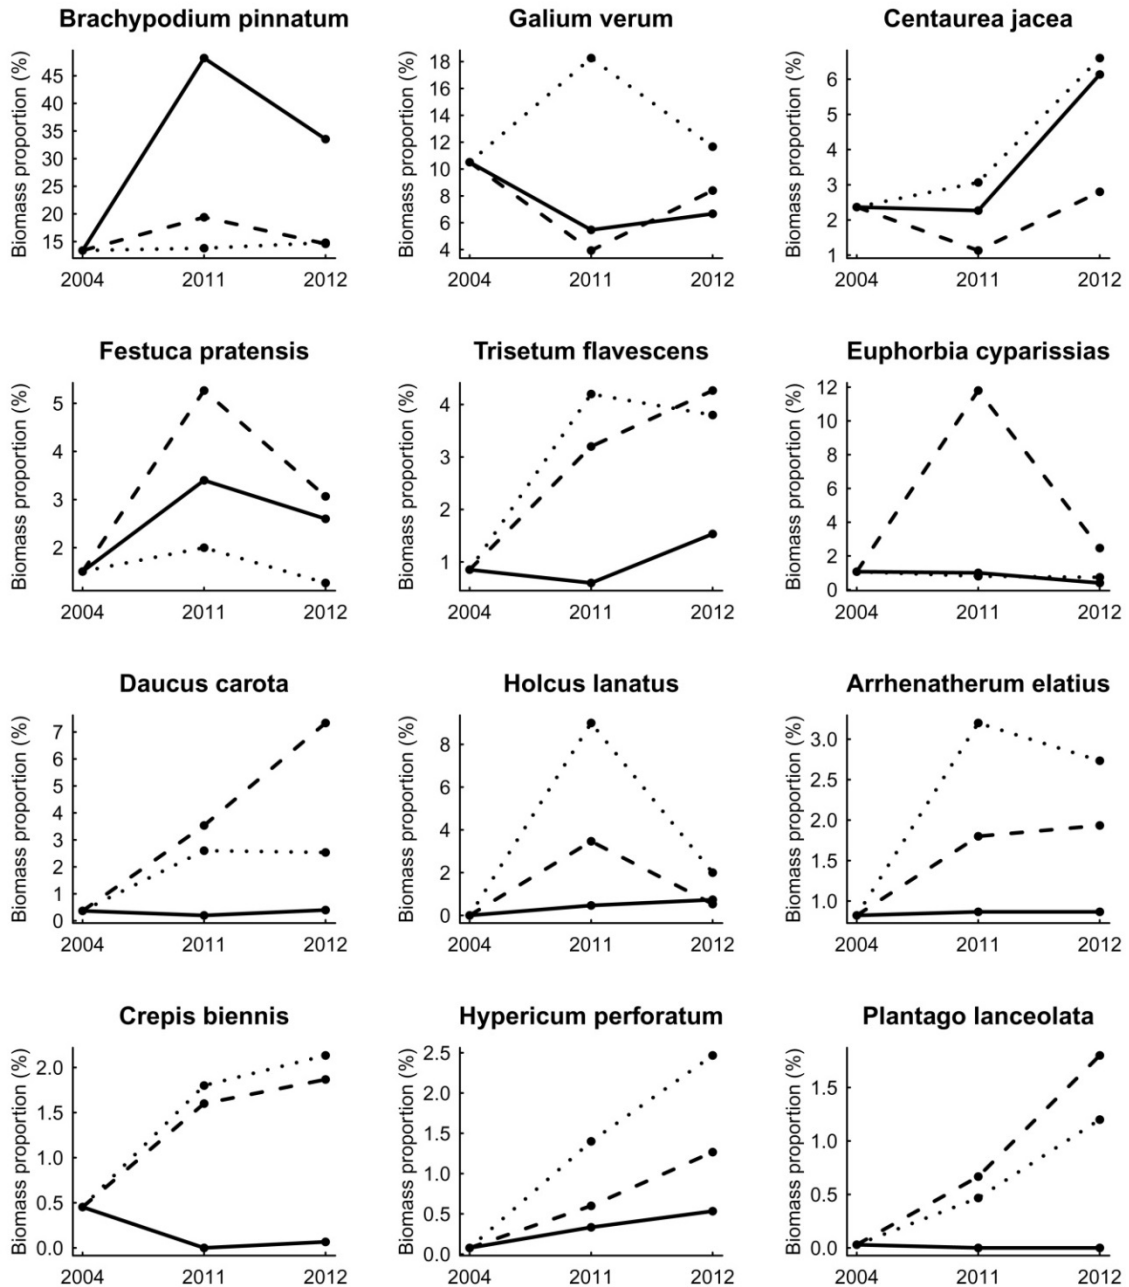 Brachypodium pinnatum
Biomass proportion (%)
45
40
35
30
25
20
15
2004 2011 2012
Galium verum
Biomass proportion (%)
18
16
14
12
10
8
6
4
2004 2011 2012
Centaurea jacea
Biomass proportion (%)
6
5
4
3
2
1
2004 2011 2012
Festuca pratensis
Biomass proportion (%)
5
4
3
2
2004 2011 2012
Trisetum flavescens
Biomass proportion (%)
4
3
2
1
2004 2011 2012
Euphorbia cyparissias
Biomass proportion (%)
12
10
8
6
4
2
0
2004 2011 2012
Daucus carota
Biomass proportion (%)
7
6
5
4
3
2
1
0
2004 2011 2012
Holcus lanatus
Biomass proportion (%)
8
6
4
2
0
2004 2011 2012
Arrhenatherum elatius
Biomass proportion (%)
3.0
2.5
2.0
1.5
1.0
2004 2011 2012
Crepis biennis
Biomass proportion (%)
2.0
1.5
1.0
0.5
0.0
2004 2011 2012
Hypericum perforatum
Biomass proportion (%)
2.5
2.0
1.5
1.0
0.5
0.0
2004 2011 2012
Plantago lanceolata
Biomass proportion (%)
1.5
1.0
0.5
0.0
2004 2011 2012